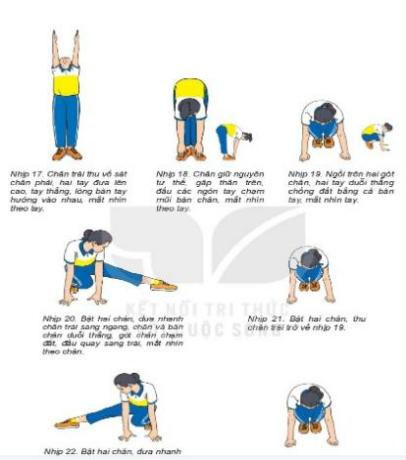 Nhịp 17. Chân trái thu về sát
chân phải, hai tay đưa lên
cao, tay thẳng, lòng bàn tay
hướng vào nhau, mắt nhìn
theo tay.
Nhịp 18. Chân giữ nguyên
tư thế, gập thân trên,
đầu các ngón tay chạm
mũi bàn chân, mắt nhìn
theo tay.
Nhịp 19. Ngồi trên hai gót
chân, hai tay duỗi thẳng
chống đất bằng cả bàn
tay, mắt nhìn tay.
KẾT NỐI TRI THỨC
CUỘC SỐNG
Nhịp 20. Bật hai chân, đưa nhanh
chân trái sang ngang, chân và bàn
chân duỗi thẳng, gót chân chạm
đất, đầu quay sang trái, mắt nhìn
theo chân.
Nhịp 21. Bật hai chân, thu
chân trái trở về nhịp 19.
Nhịp 22. Bật hai chân, đưa nhanh